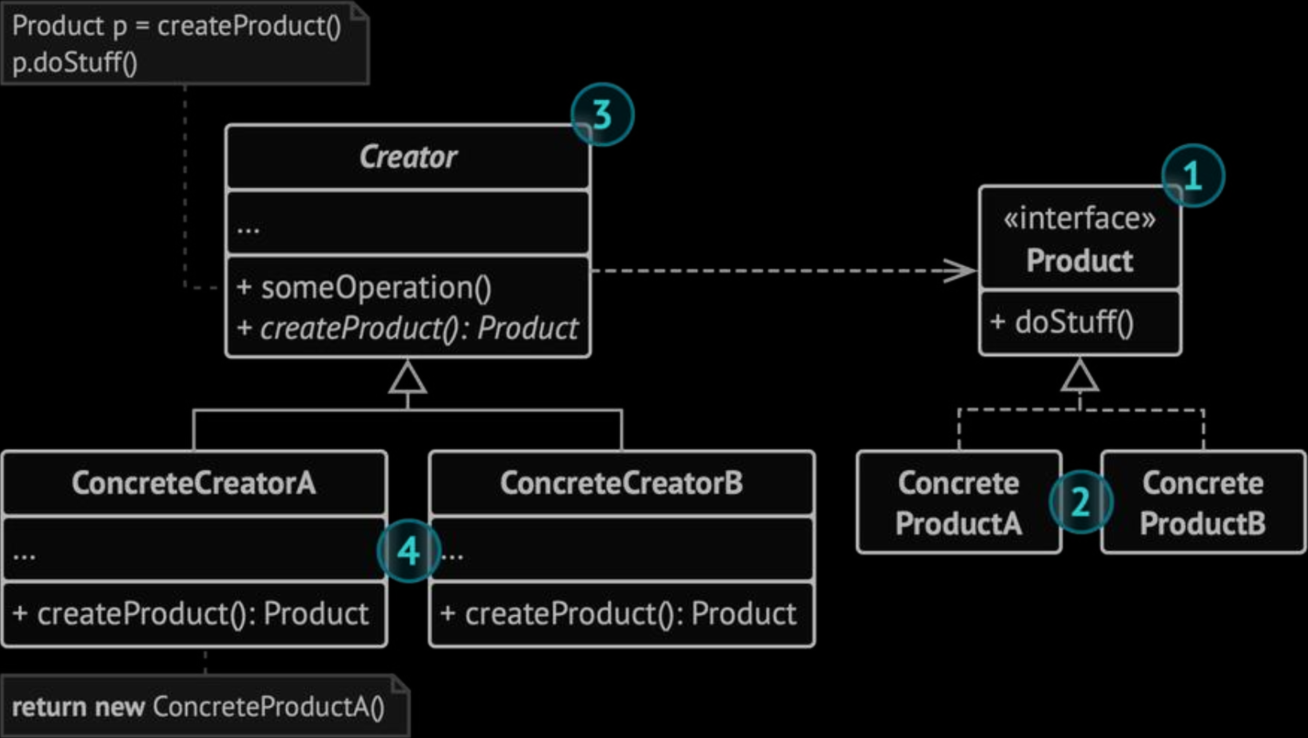 Product p = createProduct()
p.doStuff()
3
Creator
...
+ someOperation()
+ createProduct(): Product
1
«interface»
Product
+ doStuff()
ConcreteCreatorA
...
+ createProduct(): Product
4
ConcreteCreatorB
...
+ createProduct(): Product
Concrete
ProductA
2
Concrete
ProductB
return new ConcreteProductA()